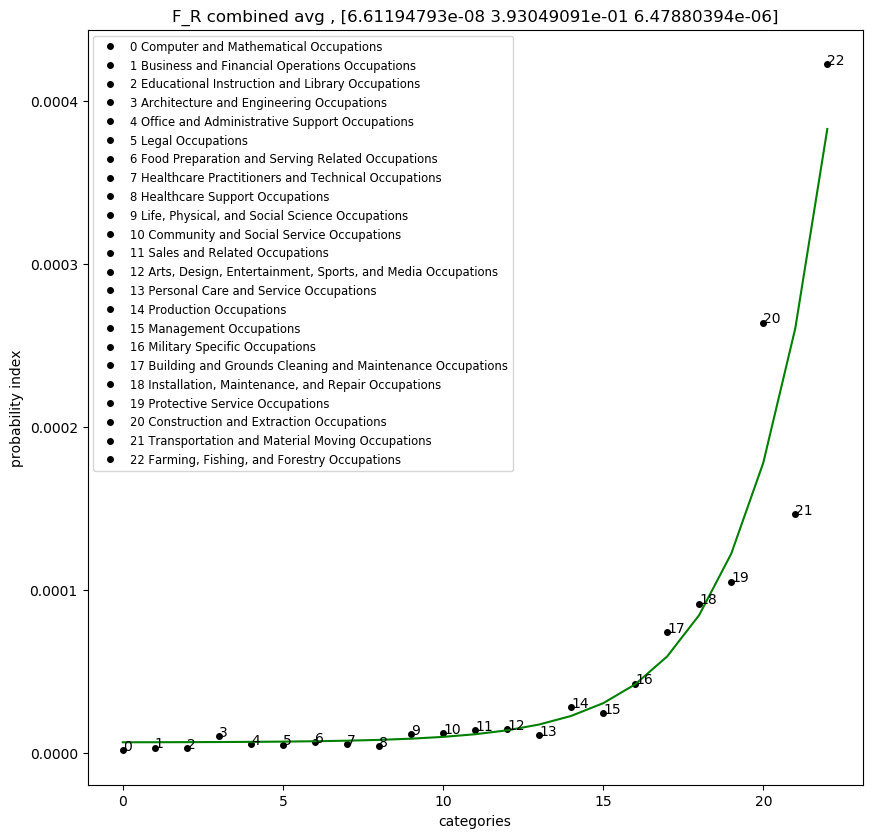 F_R combined avg , [6.61194793e-08 3.93049091e-01 6.47880394e-06]
0 Computer and Mathematical Occupations
1 Business and Financial Operations Occupations
2 Educational Instruction and Library Occupations
3 Architecture and Engineering Occupations
4 Office and Administrative Support Occupations
5 Legal Occupations
6 Food Preparation and Serving Related Occupations
7 Healthcare Practitioners and Technical Occupations
8 Healthcare Support Occupations
9 Life, Physical, and Social Science Occupations
10 Community and Social Service Occupations
11 Sales and Related Occupations
12 Arts, Design, Entertainment, Sports, and Media Occupations
13 Personal Care and Service Occupations
14 Production Occupations
15 Management Occupations
16 Military Specific Occupations
17 Building and Grounds Cleaning and Maintenance Occupations
18 Installation, Maintenance, and Repair Occupations
19 Protective Service Occupations
20 Construction and Extraction Occupations
21 Transportation and Material Moving Occupations
22 Farming, Fishing, and Forestry Occupations
probability index
0.0004
0.0003
0.0002
0.0001
0.0000
0
1
2
3
4
5
6
7
8
9
10
11
12
13
14
15
16
17
18
19
20
21
22
0
5
10
15
20
categories